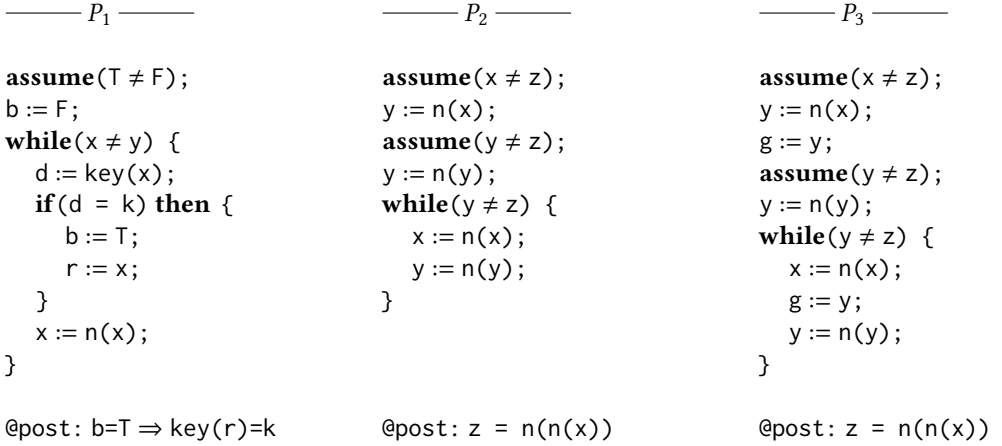 P1
assume(T ≠ F);
b := F;
while(x ≠ y) {
d := key(x);
if(d = k) then {
b := T;
r := x;
}
x := n(x);
}
@post: b=T ⇒ key(r)=k
P2
assume(x ≠ z);
y := n(x);
assume(y ≠ z);
y := n(y);
while(y ≠ z) {
x := n(x);
y := n(y);
}
@post: z = n(n(x))
P3
assume(x ≠ z);
y := n(x);
g := y;
assume(y ≠ z);
y := n(y);
while(y ≠ z) {
x := n(x);
g := y;
y := n(y);
}
@post: z = n(n(x))